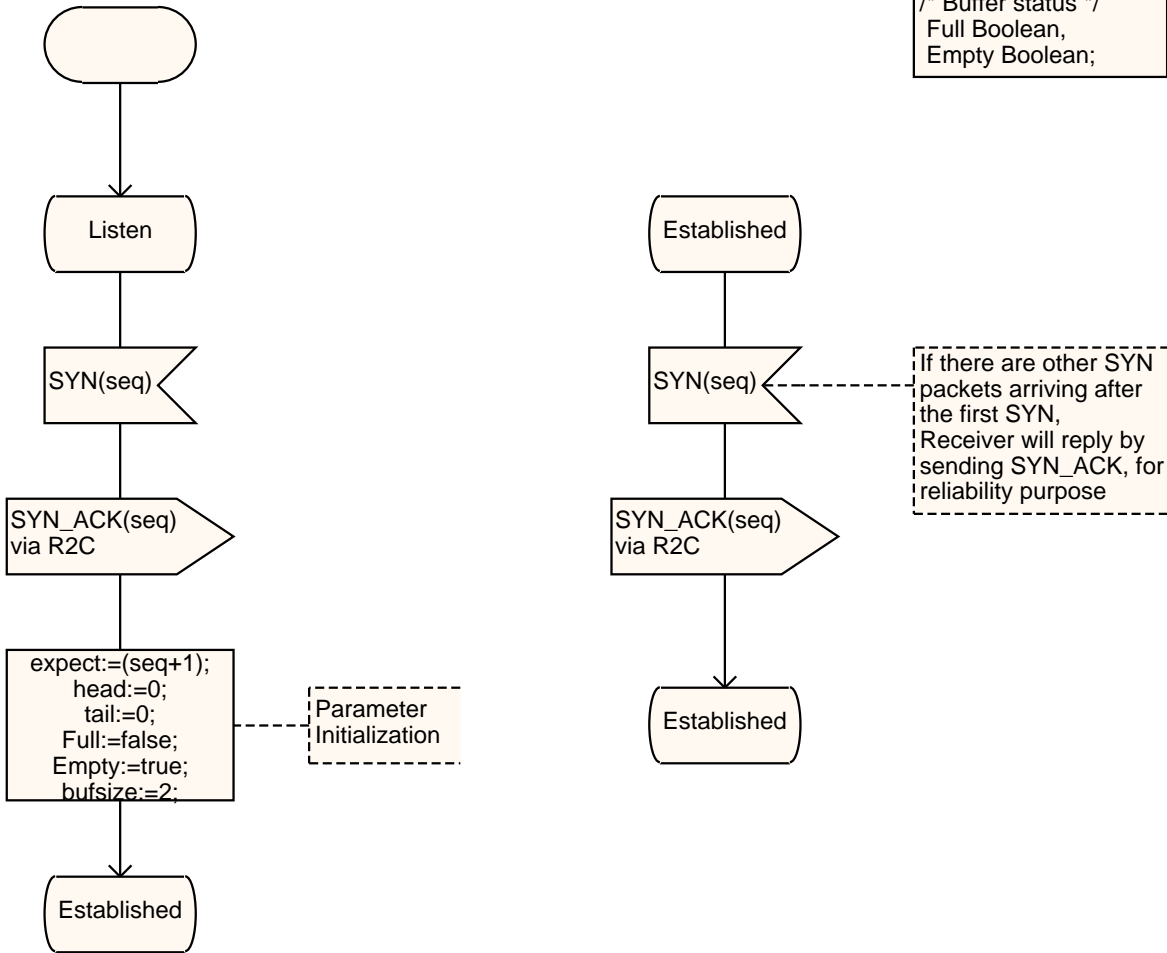 /* Buffer status */
Full Boolean,
Empty Boolean;
Listen
SYN(seq)
SYN_ACK(seq)
via R2C
expect:=(seq+1);
head:=0;
tail:=0;
Full:=false;
Empty:=true;
bufsize:=2;
Parameter
Initialization
Established
Established
SYN(seq)
If there are other SYN
packets arriving after
the first SYN,
Receiver will reply by
sending SYN_ACK, for
reliability purpose
SYN_ACK(seq)
via R2C
Established